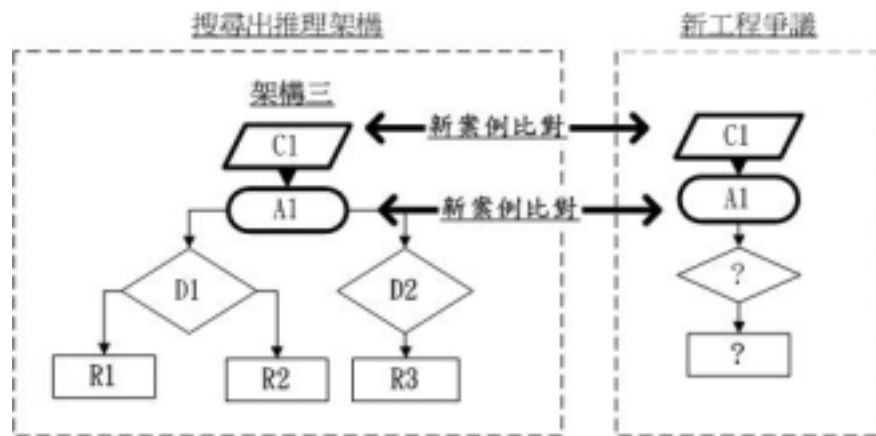 搜尋出推理架構
新工程爭議
架構三
新案例比對
C1
C1
新案例比對
A1
A1
D1
D2
?
R1
R2
R3
?